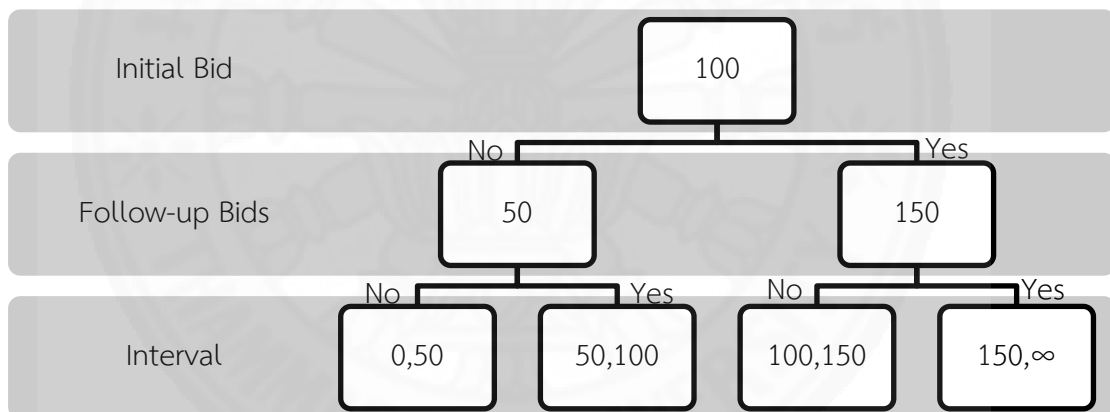 Initial Bid
100
No
Yes
Follow-up Bids
50
150
No
Yes
No
Yes
Interval
0,50
50,100
100,150
150,∞